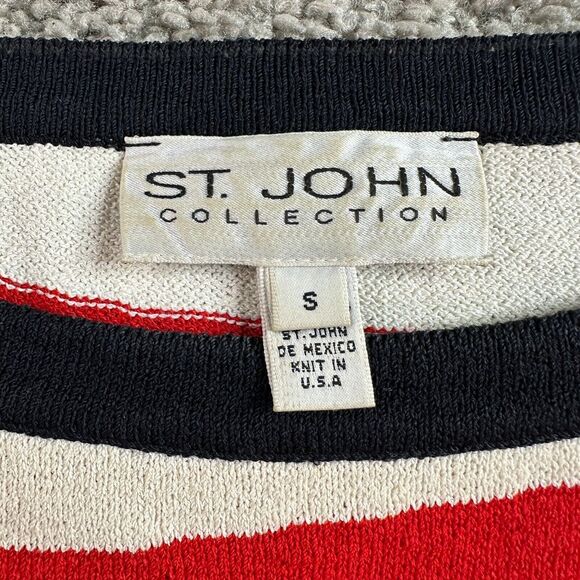 ST. JOHN
COLLECTION
S
ST. JOHN
DE MEXICO
KNIT IN
U.S.A